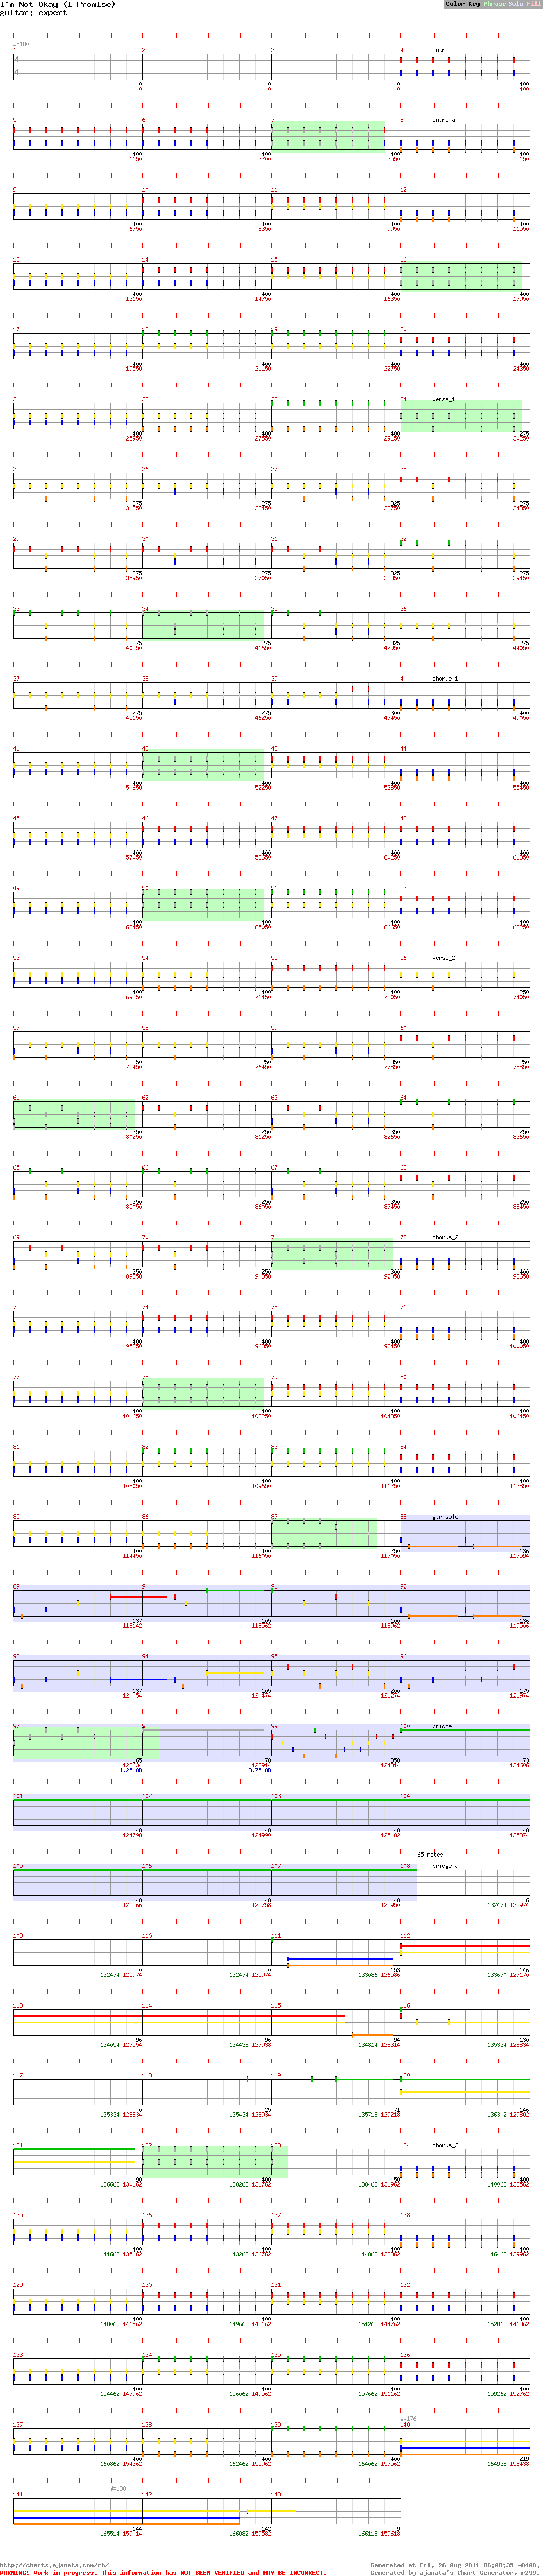 I'm Not Okay (I Promise)
guitar: expert
Color Key Phrase Solo Fill
♩=180
1 2 3 4 intro
0 0 0 400
0 0 0 400
5 6 7 8 intro_a
400 400 400 400
1150 2200 3550 5150
9 10 11 12
400 400 400 400
6750 8350 9950 11550
13 14 15 16
400 400 400 400
13150 14750 16350 17950
17 18 19 20
400 400 400 400
19550 21150 22750 24350
21 22 23 24 verse_1
400 400 400 275
25950 27550 29150 30250
25 26 27 28
275 275 325 275
31350 32450 33750 34850
29 30 31 32
275 275 325 275
35950 37050 38350 39450
33 34 35 36
275 275 325 275
40550 41650 42950 44050
37 38 39 40 chorus_1
275 275 300 400
45150 46250 47450 49050
41 42 43 44
400 400 400 400
50650 52250 53850 55450
45 46 47 48
400 400 400 400
57050 58650 60250 61850
49 50 51 52
400 400 400 400
63450 65050 66650 68250
53 54 55 56 verse_2
400 400 400 250
69850 71450 73050 74050
57 58 59 60
350 250 350 250
75450 76450 77850 78850
61 62 63 64
350 250 350 250
80250 81250 82650 83650
65 66 67 68
350 250 350 250
85050 86050 87450 88450
69 70 71 72 chorus_2
350 250 300 400
89850 90850 92050 93650
73 74 75 76
400 400 400 400
95250 96850 98450 100050
77 78 79 80
400 400 400 400
101650 103250 104850 106450
81 82 83 84
400 400 400 400
108050 109650 111250 112850
85 86 87 88 gtr_solo
400 400 250 136
114450 116050 117050 117594
89 90 91 92
137 105 100 136
118142 118562 118962 119506
93 94 95 96
137 105 200 175
120054 120474 121274 121974
97 98 99 100 bridge
165 70 350 73
122634 122914 124314 124606
1.25 OD 3.75 OD
101 102 103 104
48 48 48 48
124798 124990 125182 125374
65 notes
105 106 107 108 bridge_a
48 48 48 6
125566 125758 125950 132474 125974
109 110 111 112
0 0 153 146
132474 125974 132474 125974 133086 126586 133670 127170
113 114 115 116
96 96 94 130
134054 127554 134438 127938 134814 128314 135334 128834
117 118 119 120
0 25 71 146
135334 128834 135434 128934 135718 129218 136302 129802
121 122 123 124 chorus_3
90 400 50 400
136662 130162 138262 131762 138462 131962 140062 133562
125 126 127 128
400 400 400 400
141662 135162 143262 136762 144862 138362 146462 139962
129 130 131 132
400 400 400 400
148062 141562 149662 143162 151262 144762 152862 146362
133 134 135 136
400 400 400 400
154462 147962 156062 149562 157662 151162 159262 152762
♩=176
137 138 139 140
400 400 400 219
160862 154362 162462 155962 164062 157562 164938 158438
♩=180
141 142 143
144 142 9
165514 159014 166082 159582 166118 159618
http://charts.ajanata.com/rb/
Generated at Fri, 26 Aug 2011 06:08:35 -0400.
WARNING: Work in progress. This information has NOT BEEN VERIFIED and MAY BE INCORRECT.
Generated by ajanata's Chart Generator, r299.